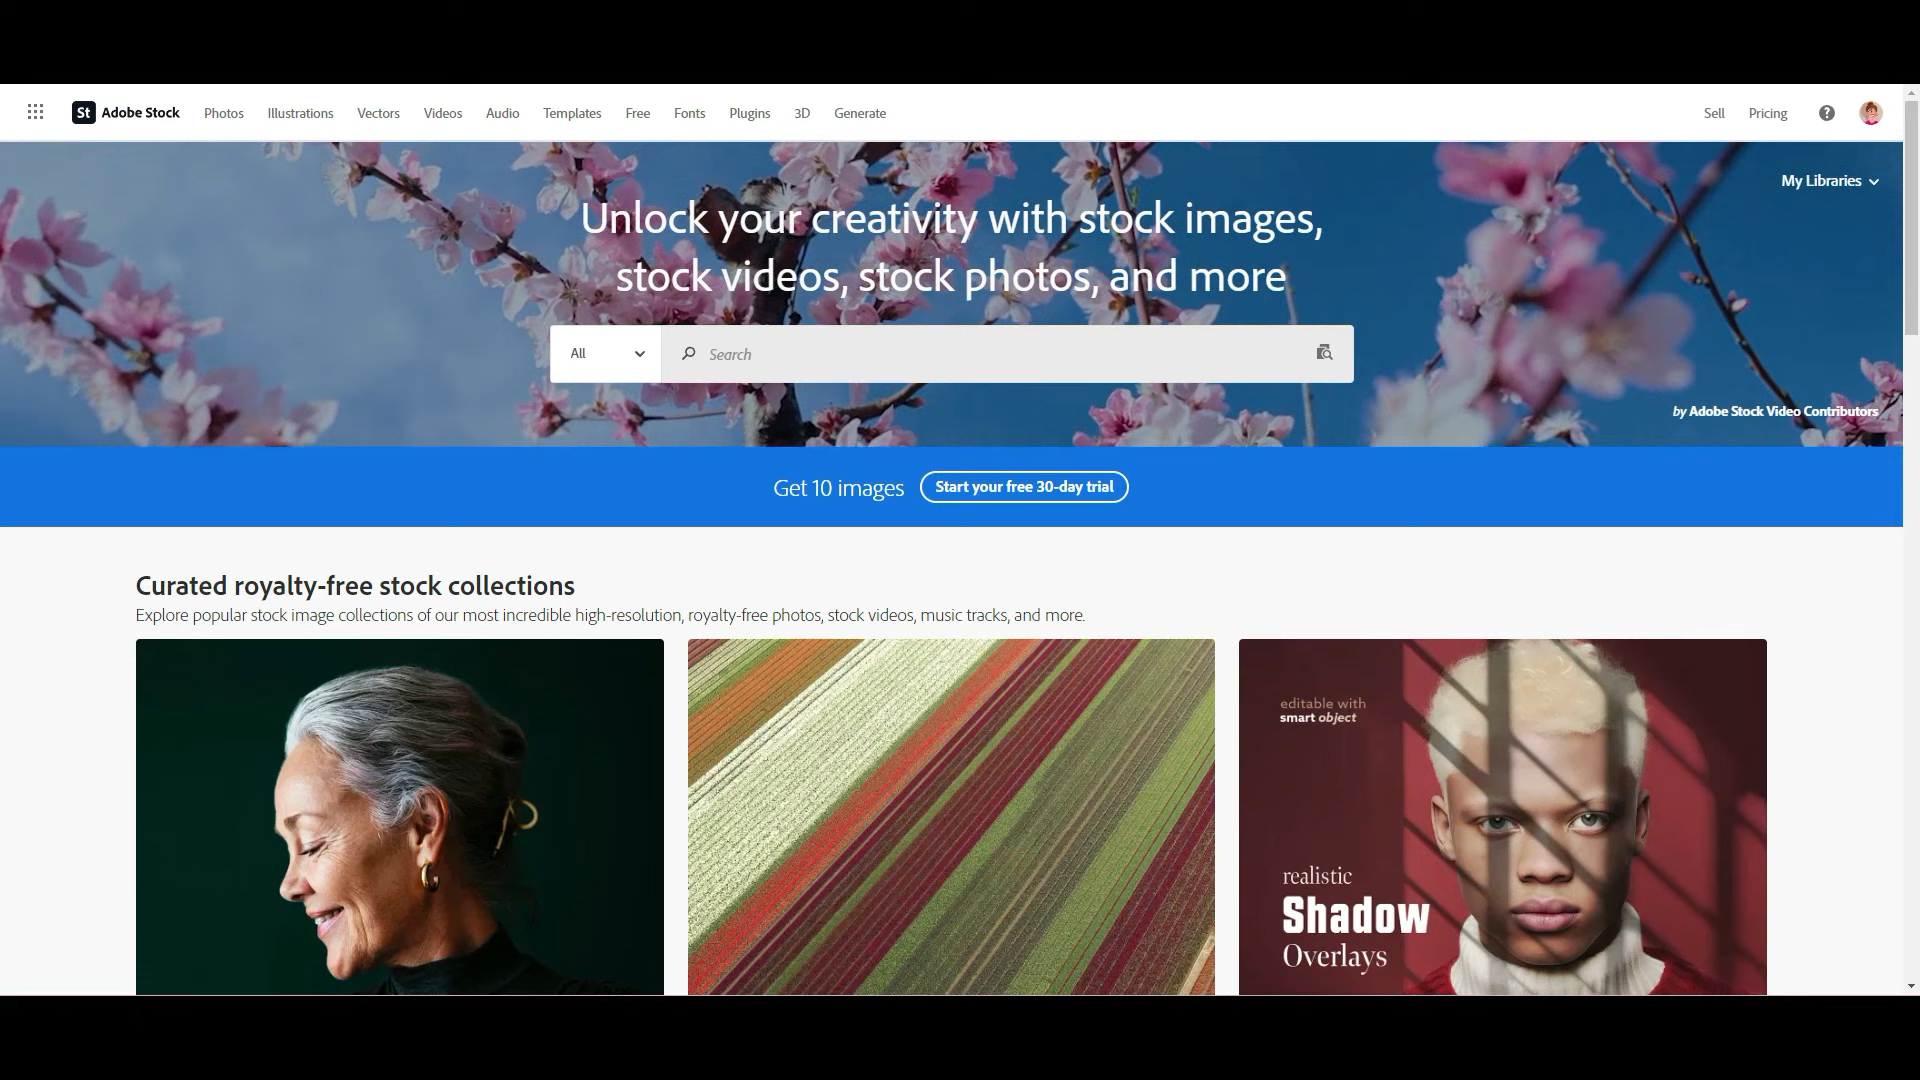 St Adobe Stock Photos Illustrations Vectors Videos Audio Templates Free Fonts Plugins 3D Generate Sell Pricing ?
My Libraries
Unlock your creativity with stock images,
stock videos, stock photos, and more
All Search
by Adobe Stock Video Contributors
Get 10 images Start your free 30-day trial
Curated royalty-free stock collections
Explore popular stock image collections of our most incredible high-resolution, royalty-free photos, stock videos, music tracks, and more.
editable with
smart object
realistic
Shadow
Overlays